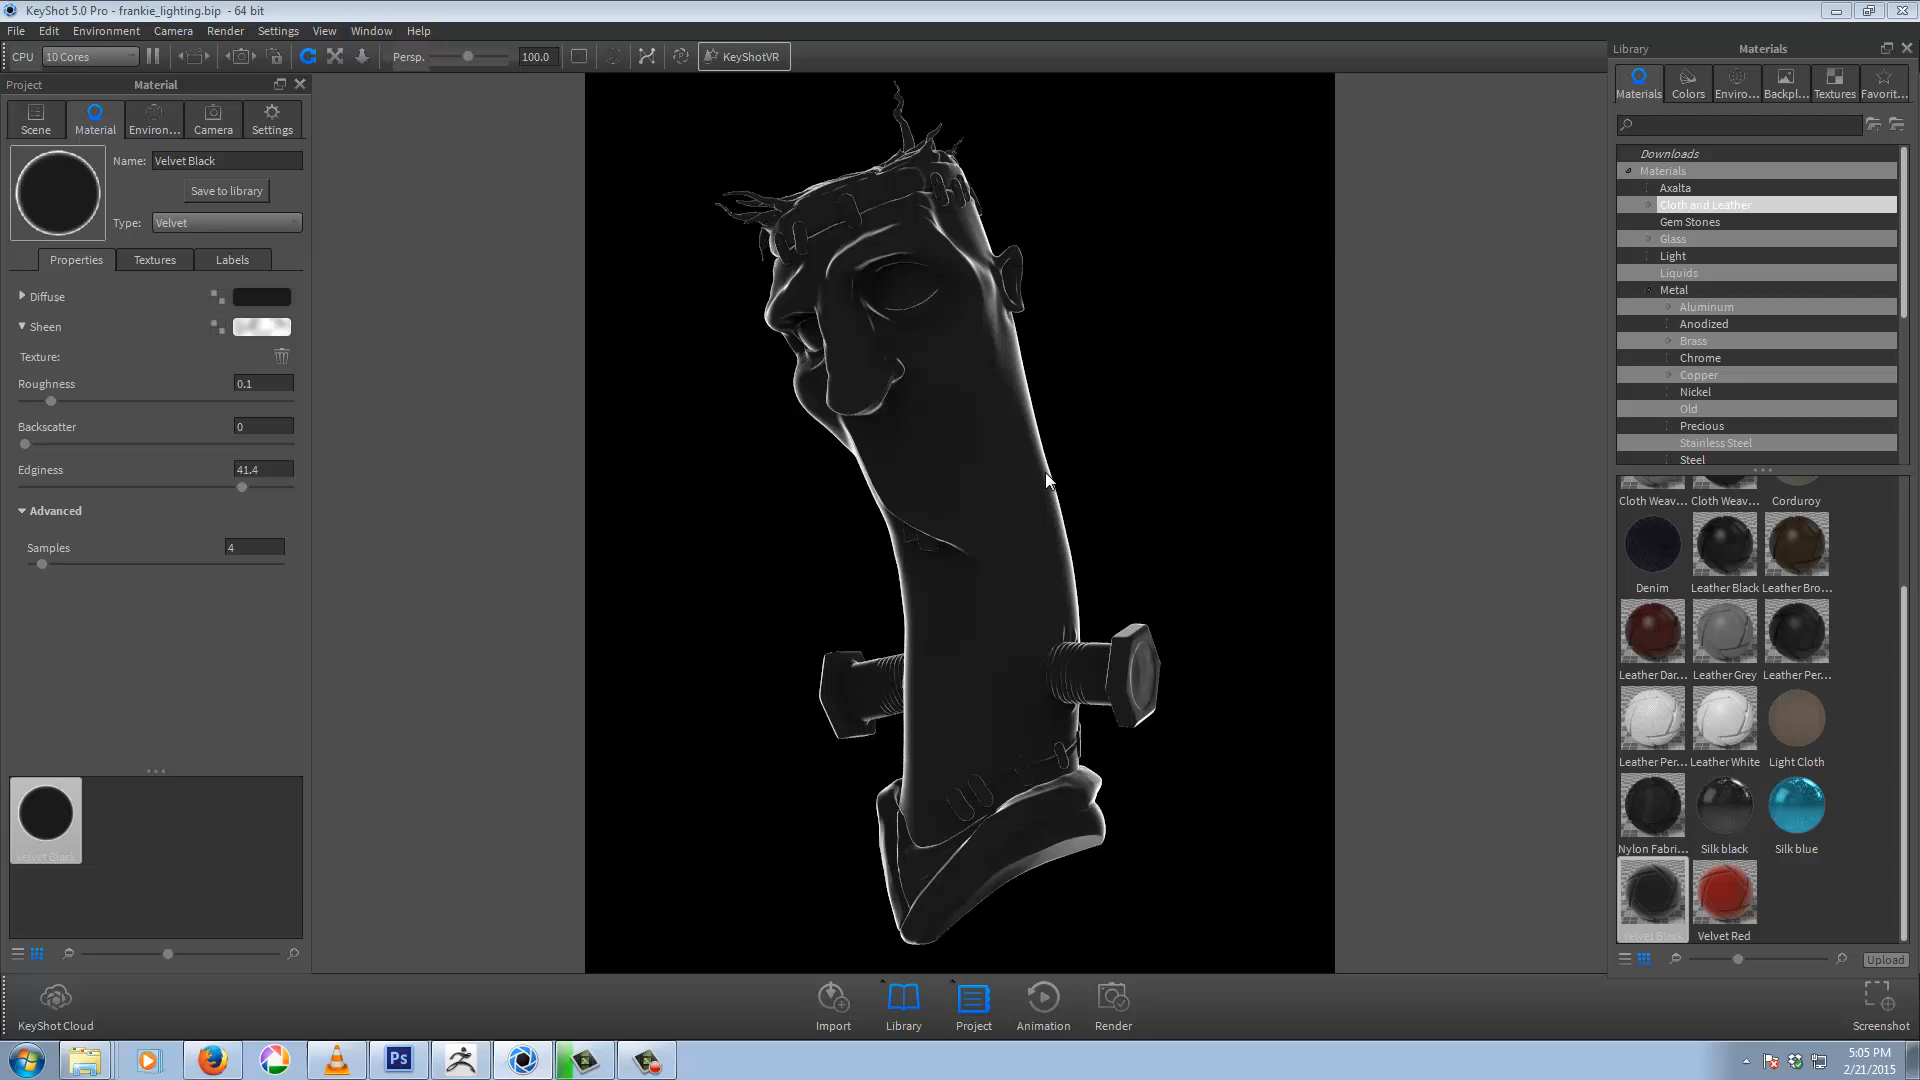 KeyShot 5.0 Pro - frankie_lighting.bip - 64 bit
File Edit Environment Camera Render Settings View Window Help
CPU 10 Cores Persp. 100.0 KeyShotVR
Project Material
Scene Material Environ... Camera Settings
Name: Velvet Black
Save to library
Type: Velvet
Properties Textures Labels
Diffuse
Sheen
Texture:
Roughness 0.1
Backscatter 0
Edginess 41.4
Advanced
Samples 4
Velvet Black
Library Materials
Materials Colors Enviro... Backpl... Textures Favorit...
Downloads
Materials
Axalta
Cloth and Leather
Gem Stones
Glass
Light
Liquids
Metal
Aluminum
Anodized
Brass
Chrome
Copper
Nickel
Old
Precious
Stainless Steel
Steel
Cloth Weav... Cloth Weav... Corduroy
Denim Leather Black Leather Bro...
Leather Dar... Leather Grey Leather Per...
Leather Per... Leather White Light Cloth
Nylon Fabri... Silk black Silk blue
Velvet Black Velvet Red
Upload
KeyShot Cloud Import Library Project Animation Render Screenshot
Ps
5:05 PM
2/21/2015